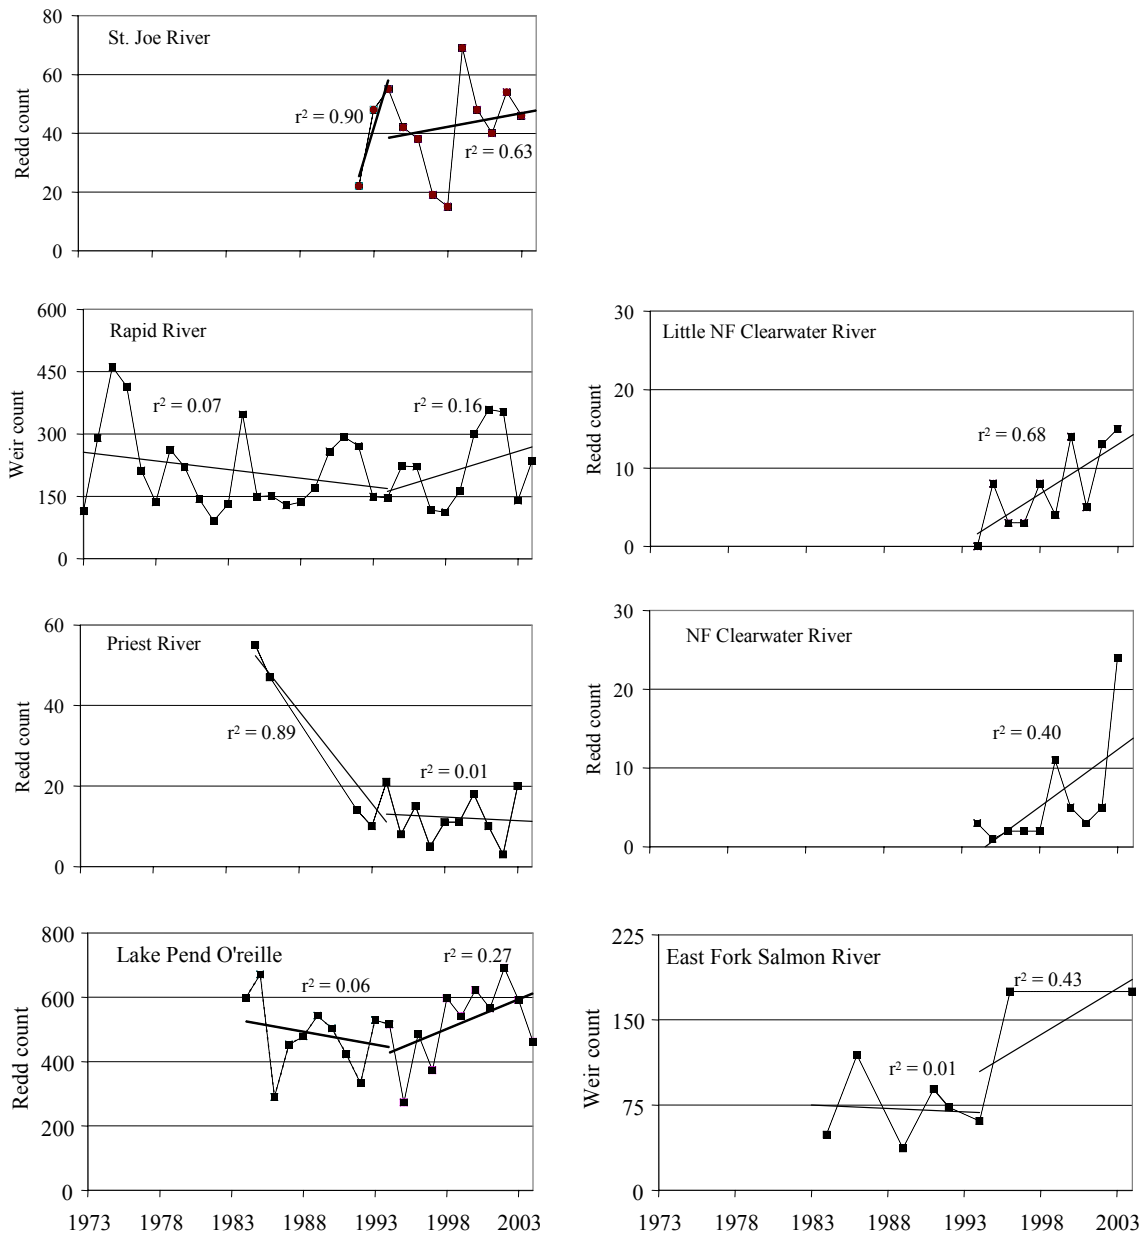 St. Joe River
Redd count
80
60
40
20
0
r² = 0.90
r² = 0.63
Rapid River
Weir count
600
450
300
150
0
r² = 0.07
r² = 0.16
Little NF Clearwater River
Redd count
30
20
10
0
r² = 0.68
Priest River
Redd count
60
40
20
0
r² = 0.89
r² = 0.01
NF Clearwater River
Redd count
30
20
10
0
r² = 0.40
Lake Pend O'reille
Redd count
800
600
400
200
0
r² = 0.06
r² = 0.27
1973 1978 1983 1988 1993 1998 2003
East Fork Salmon River
Weir count
225
150
75
0
r² = 0.01
r² = 0.43
1973 1978 1983 1988 1993 1998 2003